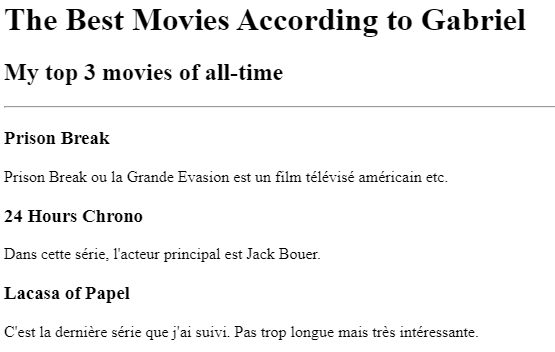 The Best Movies According to Gabriel
My top 3 movies of all-time
Prison Break
Prison Break ou la Grande Evasion est un film télévisé américain etc.
24 Hours Chrono
Dans cette série, l'acteur principal est Jack Bouer.
Lacasa of Papel
C'est la dernière série que j'ai suivi. Pas trop longue mais très intéressante.